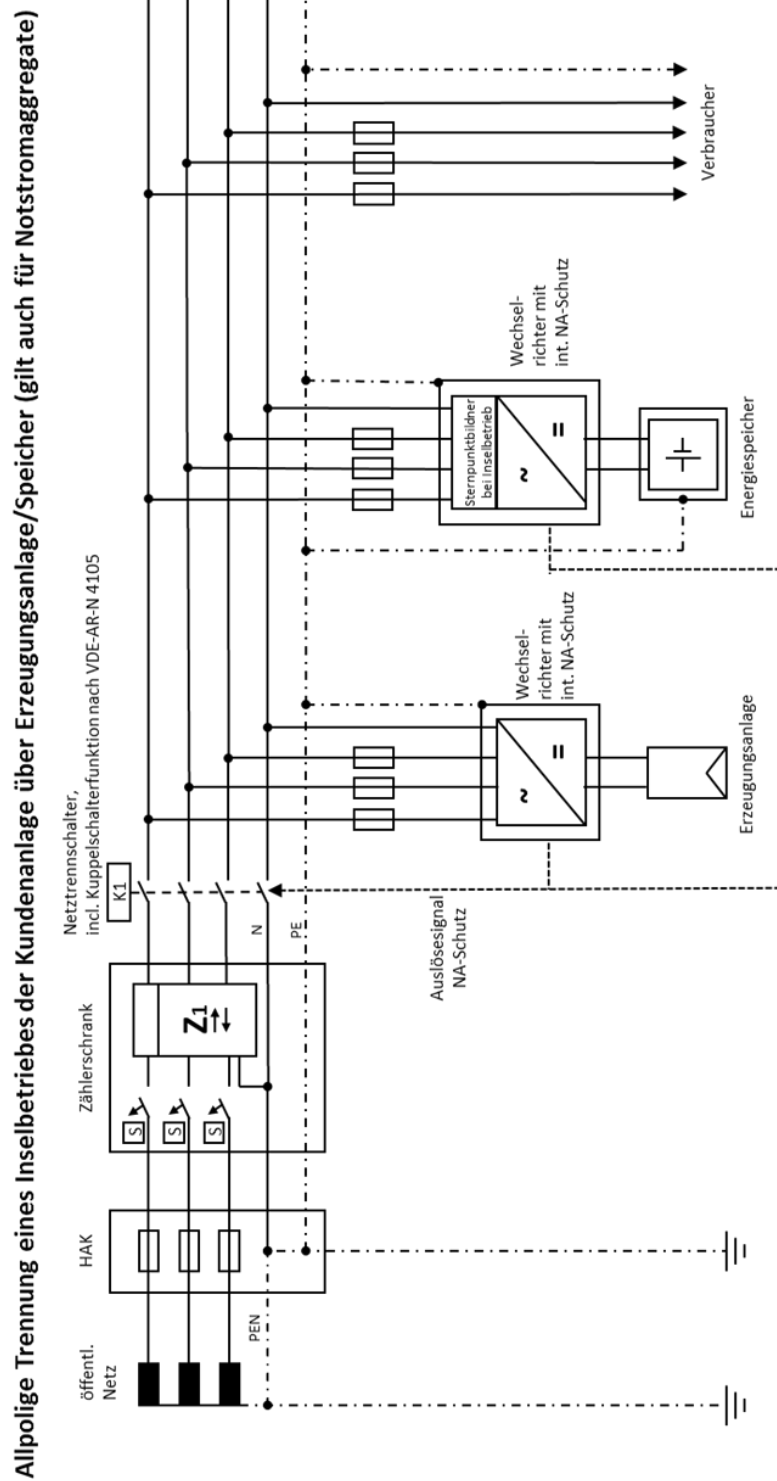 Allpolige Trennung eines Inselbetriebes der Kundenanlage über Erzeugungsanlage/Speicher (gilt auch für Notstromaggregate)
öffentl.
Netz
HAK
Zählerschrank
Netztrennschalter,
incl. Kuppelschalterfunktion nach VDE-AR-N 4105
K1
S
S
S
Z1
N
PE
PEN
Auslösesignal
NA-Schutz
~
=
Wechsel-
richter mit
int. NA-Schutz
Erzeugungsanlage
Sternpunktbildner
bei Inselbetrieb
~
=
Wechsel-
richter mit
int. NA-Schutz
Energiespeicher
Verbraucher